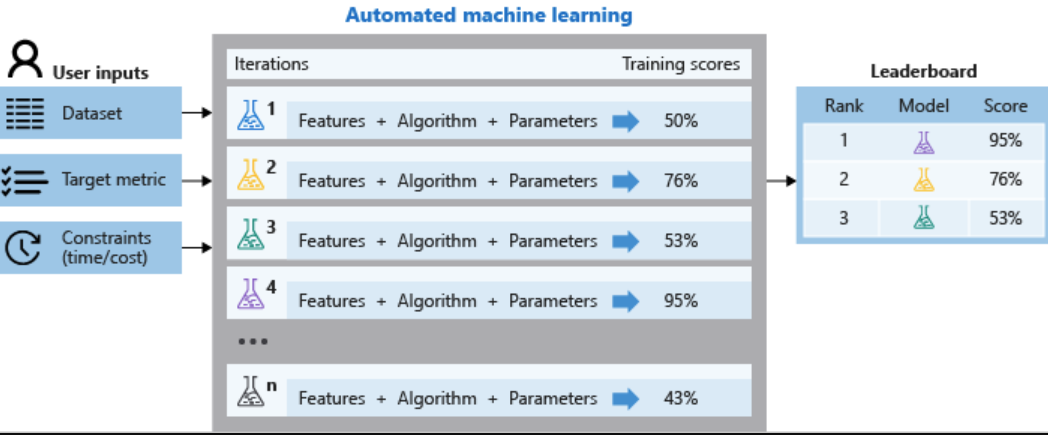 Automated machine learning
User inputs
Dataset
Target metric
Constraints
(time/cost)
Iterations Training scores
1 Features + Algorithm + Parameters 50%
2 Features + Algorithm + Parameters 76%
3 Features + Algorithm + Parameters 53%
4 Features + Algorithm + Parameters 95%
•••
n Features + Algorithm + Parameters 43%
Leaderboard
Rank Model Score
1 95%
2 76%
3 53%